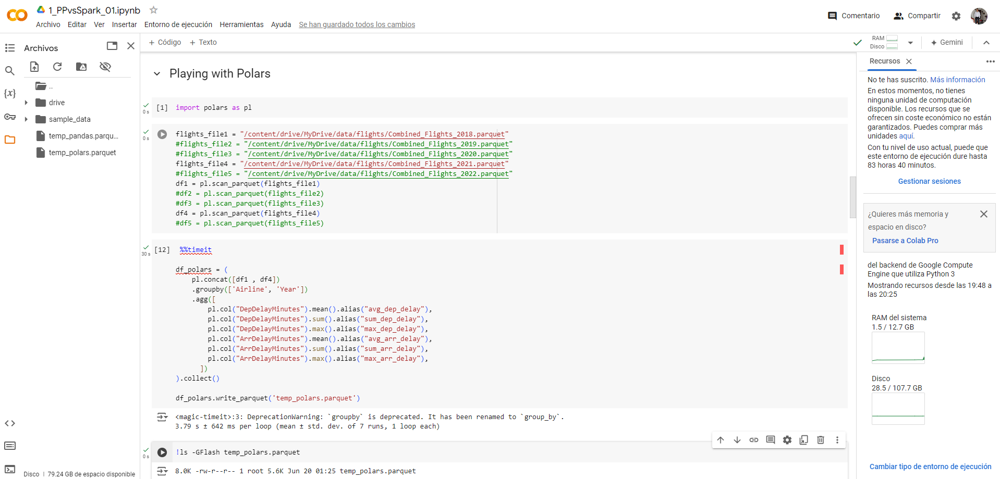 1_PPvsSpark_01.ipynb
Archivo Editar Ver Insertar Entorno de ejecución Herramientas Ayuda Se han guardado todos los cambios
Comentario Compartir
Archivos
..
drive
sample_data
temp_pandas.parqu...
temp_polars.parquet
Disco | 79.24 GB de espacio disponible
+ Código + Texto
RAM
Disco
Gemini
Playing with Polars
0 s
[1] import polars as pl
0 s
flights_file1 = "/content/drive/MyDrive/data/flights/Combined_Flights_2018.parquet"
#flights_file2 = "/content/drive/MyDrive/data/flights/Combined_Flights_2019.parquet"
#flights_file3 = "/content/drive/MyDrive/data/flights/Combined_Flights_2020.parquet"
flights_file4 = "/content/drive/MyDrive/data/flights/Combined_Flights_2021.parquet"
#flights_file5 = "/content/drive/MyDrive/data/flights/Combined_Flights_2022.parquet"
df1 = pl.scan_parquet(flights_file1)
#df2 = pl.scan_parquet(flights_file2)
#df3 = pl.scan_parquet(flights_file3)
df4 = pl.scan_parquet(flights_file4)
#df5 = pl.scan_parquet(flights_file5)
30 s
[12] %%timeit
df_polars = (
pl.concat([df1 , df4])
.groupby(['Airline', 'Year'])
.agg([
pl.col("DepDelayMinutes").mean().alias("avg_dep_delay"),
pl.col("DepDelayMinutes").sum().alias("sum_dep_delay"),
pl.col("DepDelayMinutes").max().alias("max_dep_delay"),
pl.col("ArrDelayMinutes").mean().alias("avg_arr_delay"),
pl.col("ArrDelayMinutes").sum().alias("sum_arr_delay"),
pl.col("ArrDelayMinutes").max().alias("max_arr_delay"),
])
).collect()
df_polars.write_parquet('temp_polars.parquet')
<magic-timeit>:3: DeprecationWarning: `groupby` is deprecated. It has been renamed to `group_by`.
3.79 s ± 642 ms per loop (mean ± std. dev. of 7 runs, 1 loop each)
0 s
!ls -GFlash temp_polars.parquet
8.0K -rw-r--r-- 1 root 5.6K Jun 20 01:25 temp_polars.parquet
Recursos
No te has suscrito. Más información
En estos momentos, no tienes
ninguna unidad de computación
disponible. Los recursos que se
ofrecen sin coste económico no están
garantizados. Puedes comprar más
unidades aquí.
Con tu nivel de uso actual, puede que
este entorno de ejecución dure hasta
83 horas 40 minutos.
Gestionar sesiones
¿Quieres más memoria y
espacio en disco?
Pasarse a Colab Pro
del backend de Google Compute
Engine que utiliza Python 3
Mostrando recursos desde las 19:48 a
las 20:25
RAM del sistema
1.5 / 12.7 GB
Disco
28.5 / 107.7 GB
Cambiar tipo de entorno de ejecución